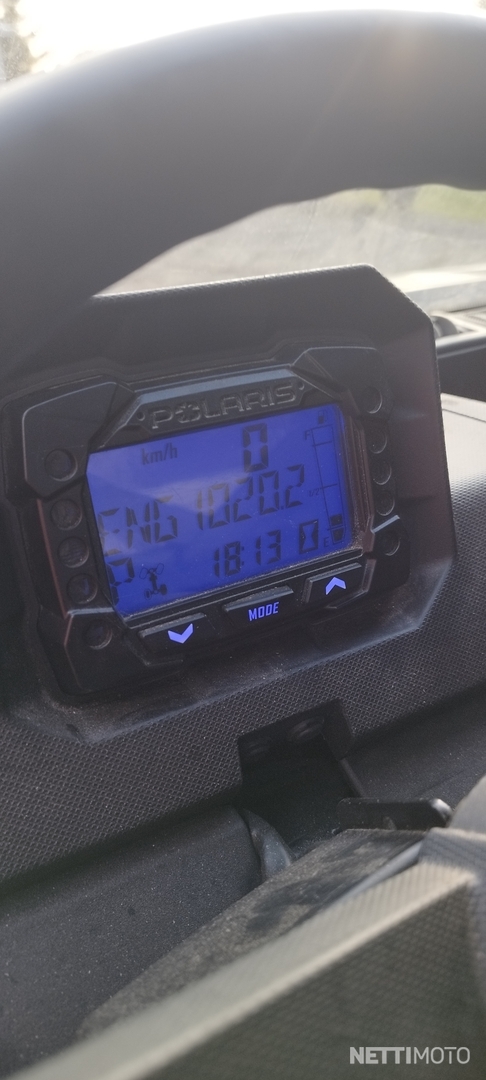 POLARIS
km/h 0
ENG 1020.2
P 18:13
MODE
NETTIMOTO